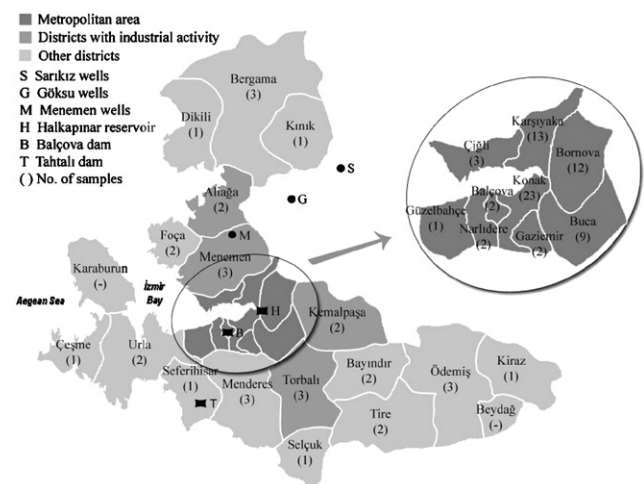 Metropolitan area
Districts with industrial activity
Other districts
S Sarıkız wells
G Göksu wells
M Menemen wells
H Halkapınar reservoir
B Balçova dam
T Tahtalı dam
( ) No. of samples
Bergama
(3)
Dikili
(1)
Kınık
(1)
S
G
Aliağa
(2)
M
Foça
(2)
Menemen
(3)
Karaburun
(-)
İzmir
Bay
Aegean Sea
H
B
Kemalpaşa
(2)
Çeşme
(1)
Urla
(2)
Seferihisar
(1)
T
Menderes
(3)
Torbalı
(3)
Bayındır
(2)
Ödemiş
(3)
Kiraz
(1)
Beydağ
(-)
Tire
(2)
Selçuk
(1)
Karşıyaka
(13)
Çiğli
(3)
Bornova
(12)
Konak
(23)
Balçova
(2)
Güzelbahçe
(1)
Narlıdere
(2)
Gaziemir
(2)
Buca
(9)